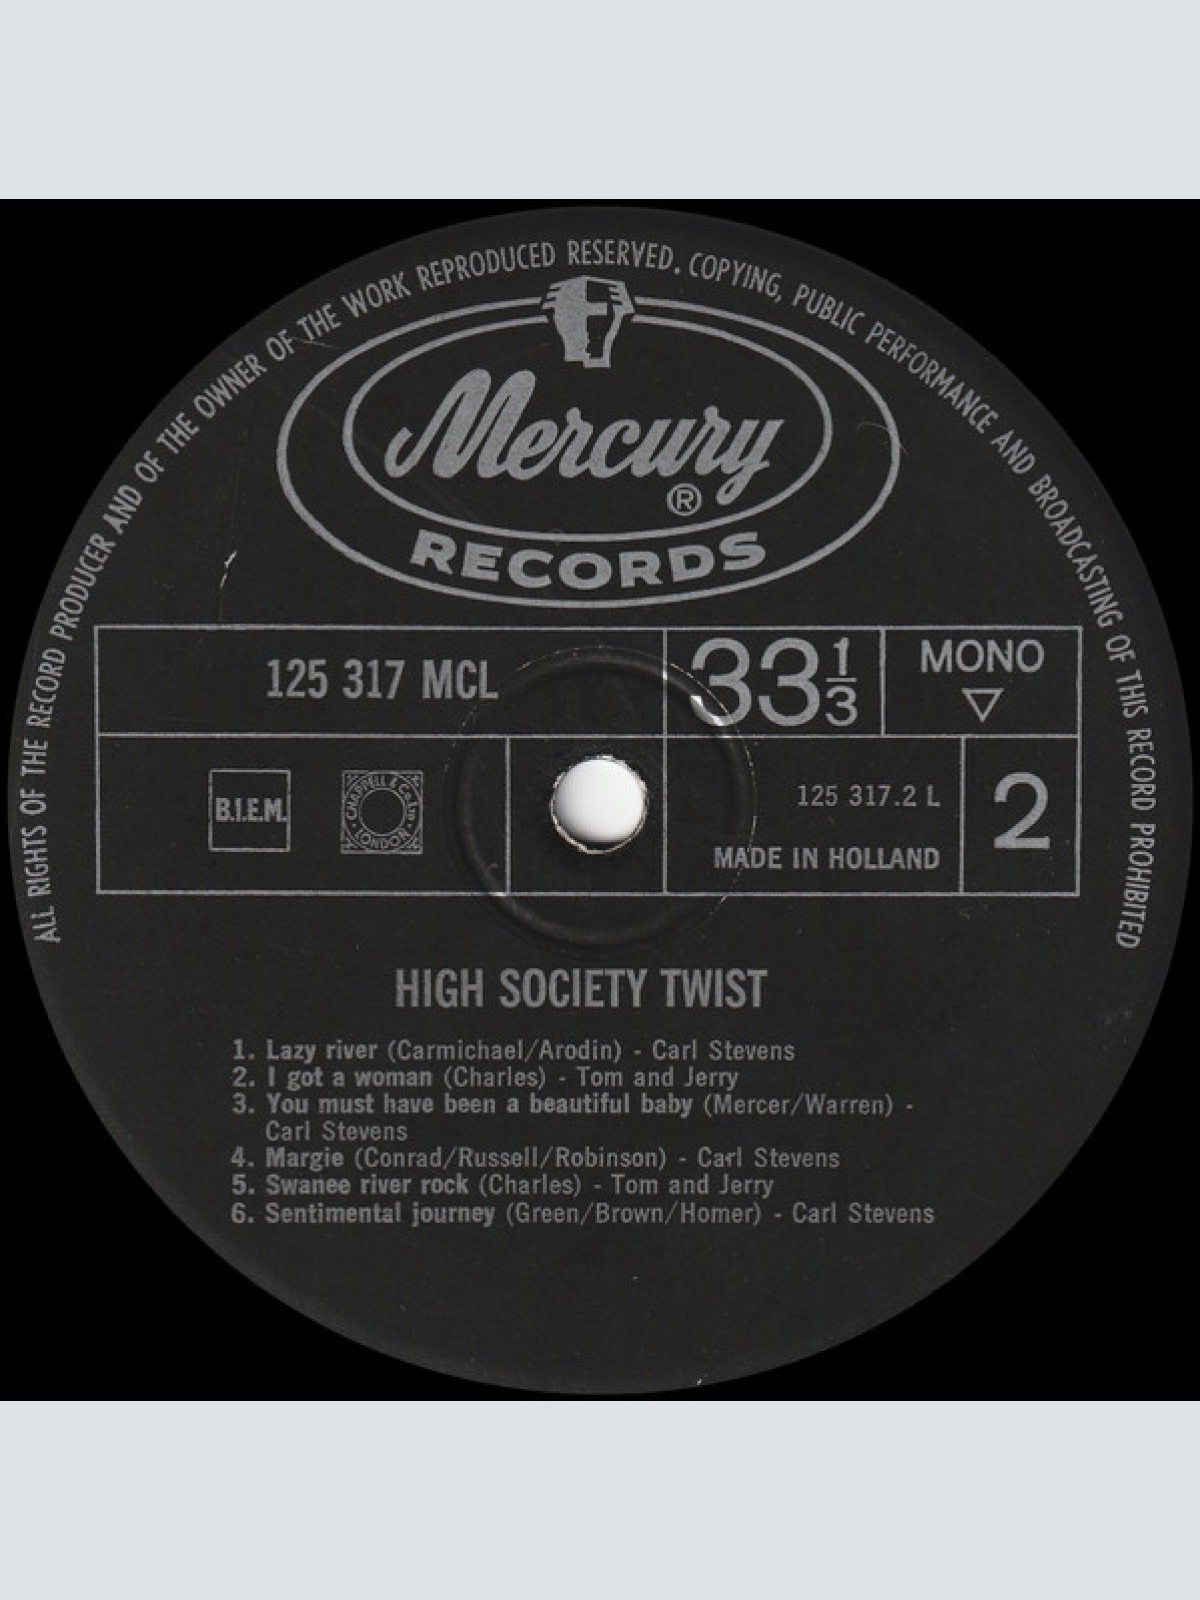 ALL RIGHTS OF THE RECORD PRODUCER AND OF THE OWNER OF THE WORK REPRODUCED RESERVED. COPYING, PUBLIC PERFORMANCE AND BROADCASTING OF THIS RECORD PROHIBITED
Mercury
®
RECORDS
125 317 MCL
33 1/3
MONO
▽
B.I.E.M.
CHAPPELL & Co. Ltd.
· LONDON ·
125 317.2 L
MADE IN HOLLAND
2
HIGH SOCIETY TWIST
1. Lazy river (Carmichael/Arodin) - Carl Stevens
2. I got a woman (Charles) - Tom and Jerry
3. You must have been a beautiful baby (Mercer/Warren) -
Carl Stevens
4. Margie (Conrad/Russell/Robinson) - Carl Stevens
5. Swanee river rock (Charles) - Tom and Jerry
6. Sentimental journey (Green/Brown/Homer) - Carl Stevens